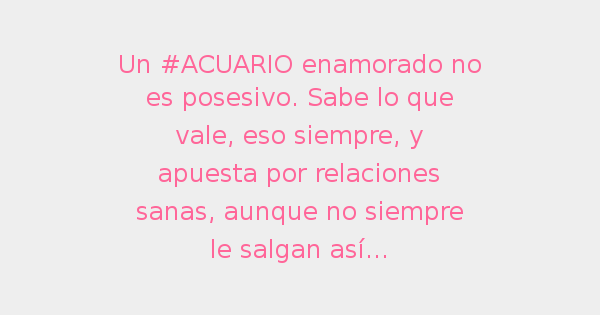 Un #ACUARIO enamorado no
es posesivo. Sabe lo que
vale, eso siempre, y
apuesta por relaciones
sanas, aunque no siempre
le salgan así...